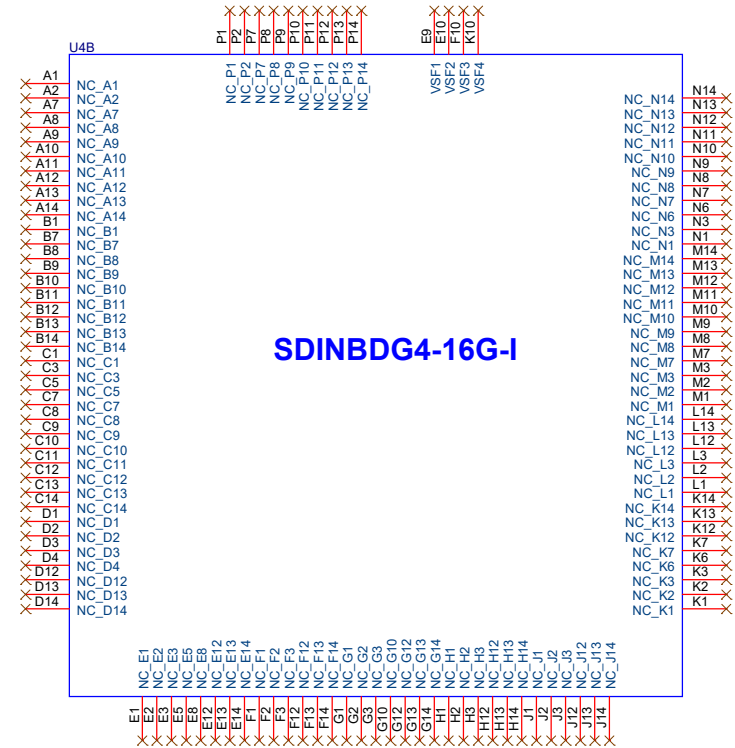 U4B
P1 P2 P7 P8 P9 P10 P11 P12 P13 P14
NC_P1 NC_P2 NC_P7 NC_P8 NC_P9 NC_P10 NC_P11 NC_P12 NC_P13 NC_P14
E9 E10 F10 K10
VSF1 VSF2 VSF3 VSF4
A1 NC_A1
A2 NC_A2
A7 NC_A7
A8 NC_A8
A9 NC_A9
A10 NC_A10
A11 NC_A11
A12 NC_A12
A13 NC_A13
A14 NC_A14
B1 NC_B1
B7 NC_B7
B8 NC_B8
B9 NC_B9
B10 NC_B10
B11 NC_B11
B12 NC_B12
B13 NC_B13
B14 NC_B14
C1 NC_C1
C3 NC_C3
C5 NC_C5
C7 NC_C7
C8 NC_C8
C9 NC_C9
C10 NC_C10
C11 NC_C11
C12 NC_C12
C13 NC_C13
C14 NC_C14
D1 NC_D1
D2 NC_D2
D3 NC_D3
D4 NC_D4
D12 NC_D12
D13 NC_D13
D14 NC_D14
SDINBDG4-16G-I
NC_N14 N14
NC_N13 N13
NC_N12 N12
NC_N11 N11
NC_N10 N10
NC_N9 N9
NC_N8 N8
NC_N7 N7
NC_N6 N6
NC_N3 N3
NC_N1 N1
NC_M14 M14
NC_M13 M13
NC_M12 M12
NC_M11 M11
NC_M10 M10
NC_M9 M9
NC_M8 M8
NC_M7 M7
NC_M3 M3
NC_M2 M2
NC_M1 M1
NC_L14 L14
NC_L13 L13
NC_L12 L12
NC_L3 L3
NC_L2 L2
NC_L1 L1
NC_K14 K14
NC_K13 K13
NC_K12 K12
NC_K7 K7
NC_K6 K6
NC_K3 K3
NC_K2 K2
NC_K1 K1
NC_E1 NC_E2 NC_E3 NC_E5 NC_E8 NC_E12 NC_E13 NC_E14 NC_F1 NC_F2 NC_F3 NC_F12 NC_F13 NC_F14 NC_G1 NC_G2 NC_G3 NC_G10 NC_G12 NC_G13 NC_G14 NC_H1 NC_H2 NC_H3 NC_H12 NC_H13 NC_H14 NC_J1 NC_J2 NC_J3 NC_J12 NC_J13 NC_J14
E1 E2 E3 E5 E8 E12 E13 E14 F1 F2 F3 F12 F13 F14 G1 G2 G3 G10 G12 G13 G14 H1 H2 H3 H12 H13 H14 J1 J2 J3 J12 J13 J14